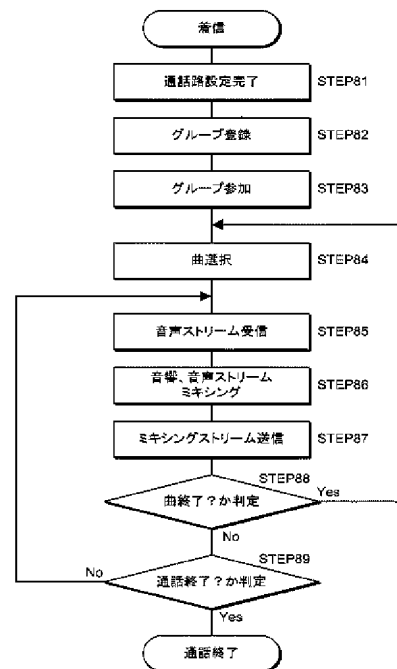 着信
通話路設定完了 STEP81
グループ登録 STEP82
グループ参加 STEP83
曲選択 STEP84
音声ストリーム受信 STEP85
音響、音声ストリーム
ミキシング STEP86
ミキシングストリーム送信 STEP87
STEP88
曲終了?か判定 Yes
No
STEP89
No 通話終了?か判定
Yes
通話終了